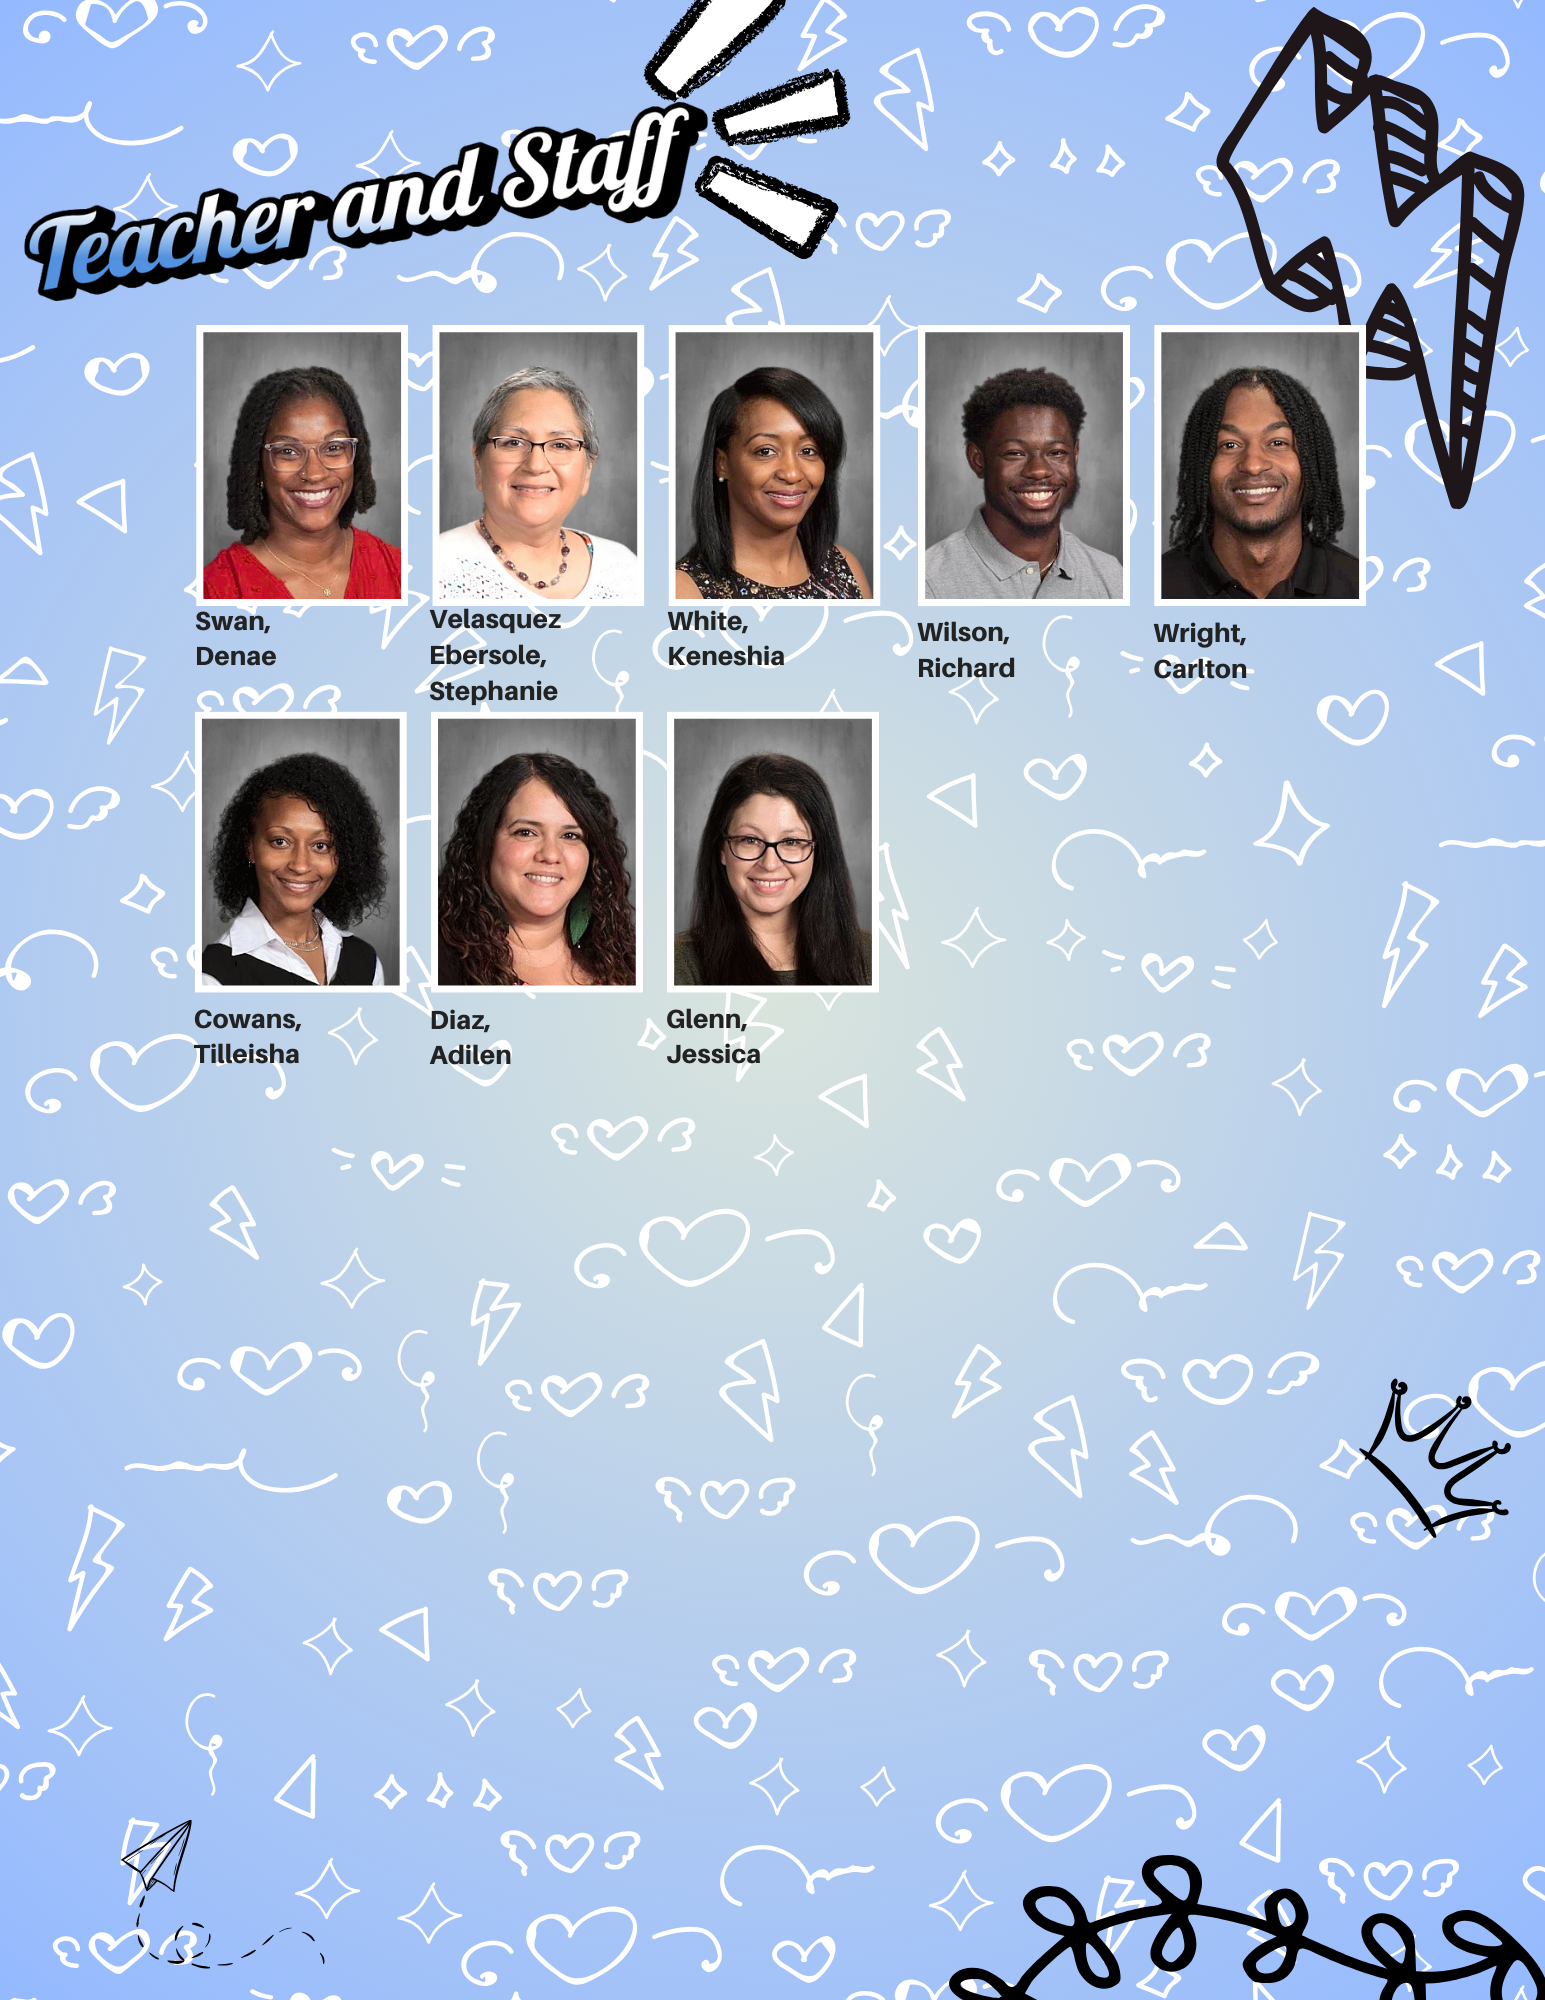 Teacher and Staff
Swan,
Denae
Velasquez
Ebersole,
Stephanie
White,
Keneshia
Wilson,
Richard
Wright,
Carlton
Cowans,
Tilleisha
Diaz,
Adilen
Glenn,
Jessica